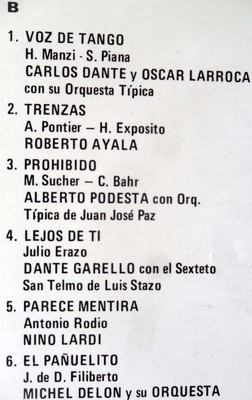 B
1. VOZ DE TANGO
H. Manzi - S. Piana
CARLOS DANTE y OSCAR LARROCA
con su Orquesta Típica
2. TRENZAS
A. Pontier – H. Exposito
ROBERTO AYALA
3. PROHIBIDO
M. Sucher – C. Bahr
ALBERTO PODESTA con Orq.
Típica de Juan José Paz
4. LEJOS DE TI
Julio Erazo
DANTE GARELLO con el Sexteto
San Telmo de Luis Stazo
5. PARECE MENTIRA
Antonio Rodio
NINO LARDI
6. EL PAÑUELITO
J. de D. Filiberto
MICHEL DELON y su ORQUESTA